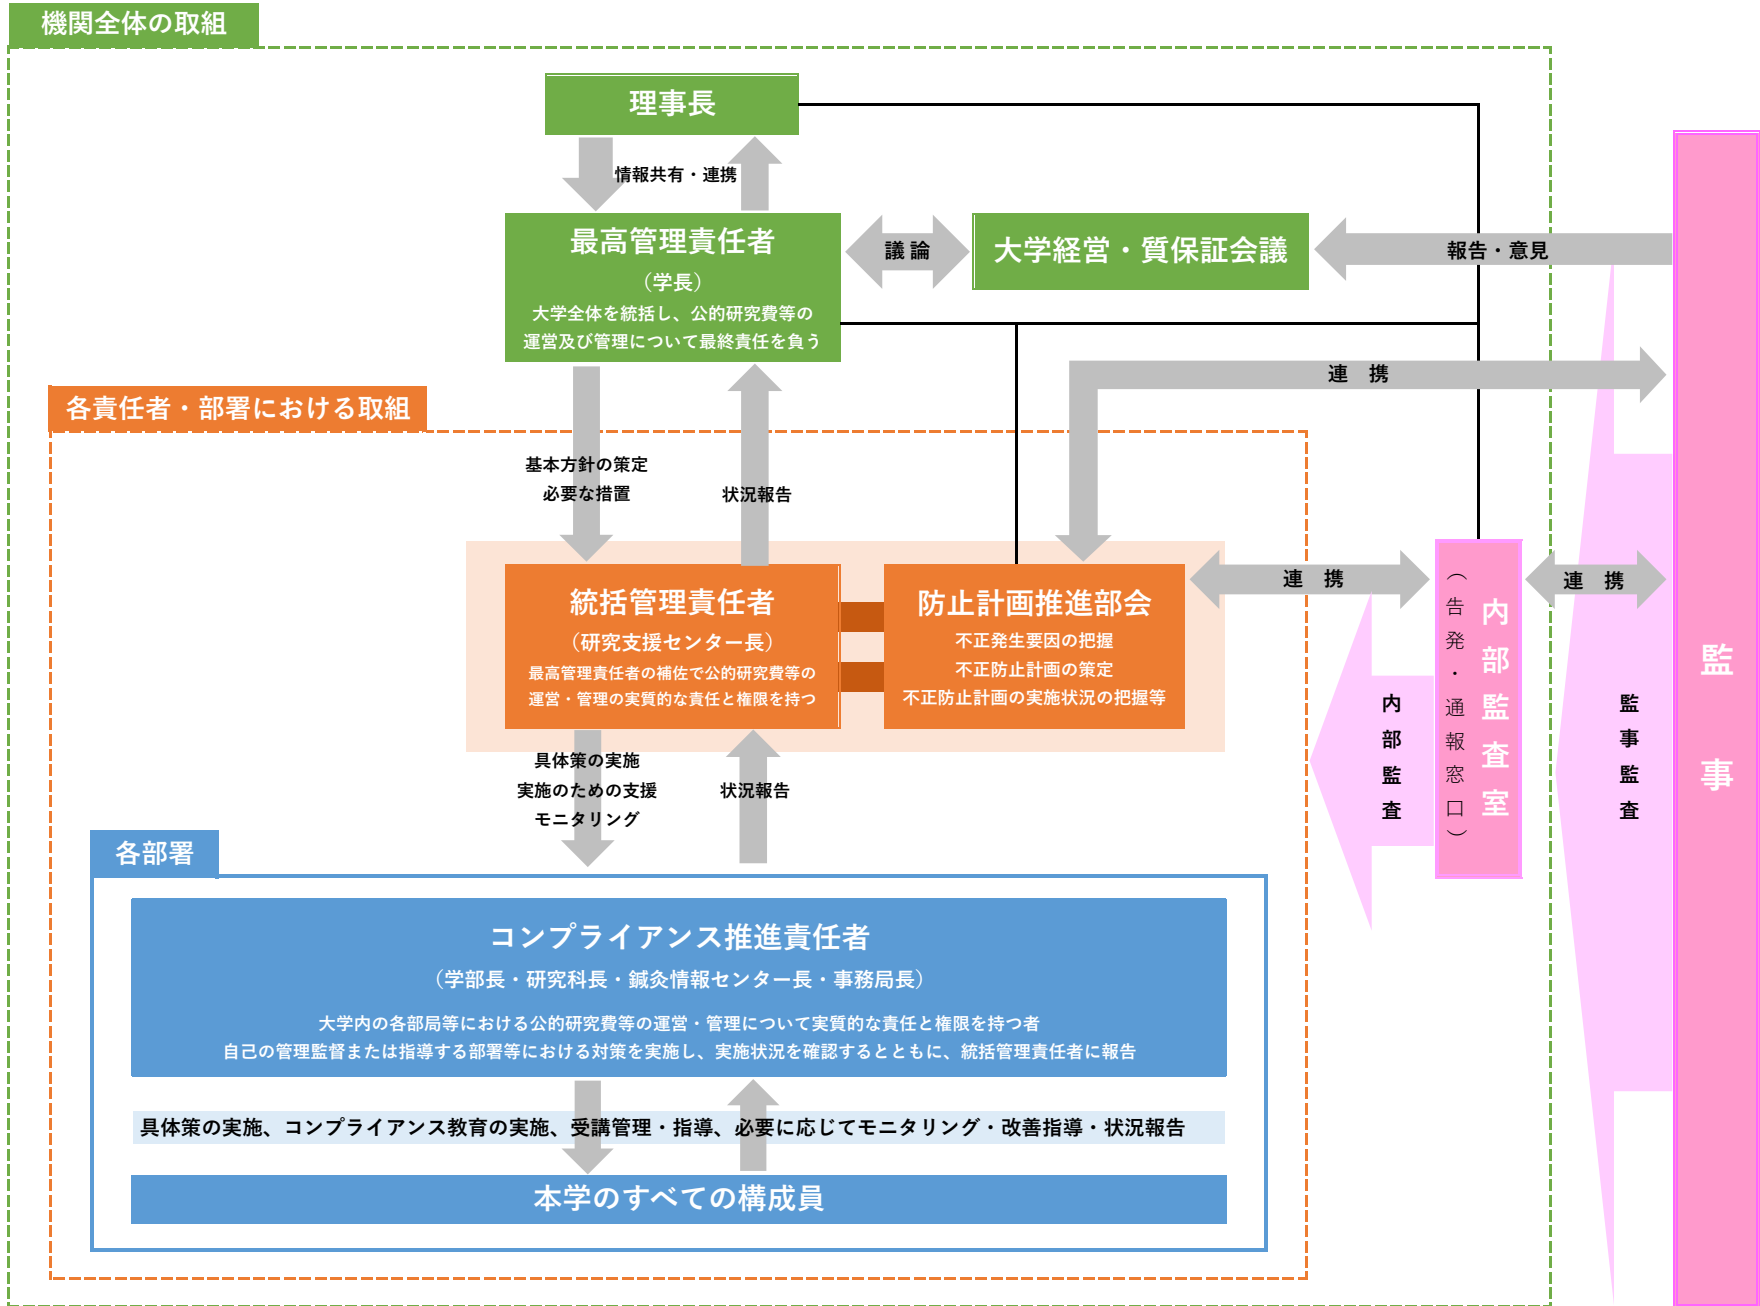 機関全体の取組
理事長
情報共有・連携
最高管理責任者
（学長）
大学全体を統括し、公的研究費等の
運営及び管理について最終責任を負う
議論
大学経営・質保証会議
報告・意見
連　携
各責任者・部署における取組
基本方針の策定
必要な措置
状況報告
統括管理責任者
（研究支援センター長）
最高管理責任者の補佐で公的研究費等の
運営・管理の実質的な責任と権限を持つ
防止計画推進部会
不正発生要因の把握
不正防止計画の策定
不正防止計画の実施状況の把握等
連　携
内部監査室
（告発・通報窓口）
連　携
監　事
内部監査
監事監査
具体策の実施
実施のための支援
モニタリング
状況報告
各部署
コンプライアンス推進責任者
（学部長・研究科長・鍼灸情報センター長・事務局長）
大学内の各部局等における公的研究費等の運営・管理について実質的な責任と権限を持つ者
自己の管理監督または指導する部署等における対策を実施し、実施状況を確認するとともに、統括管理責任者に報告
具体策の実施、コンプライアンス教育の実施、受講管理・指導、必要に応じてモニタリング・改善指導・状況報告
本学のすべての構成員